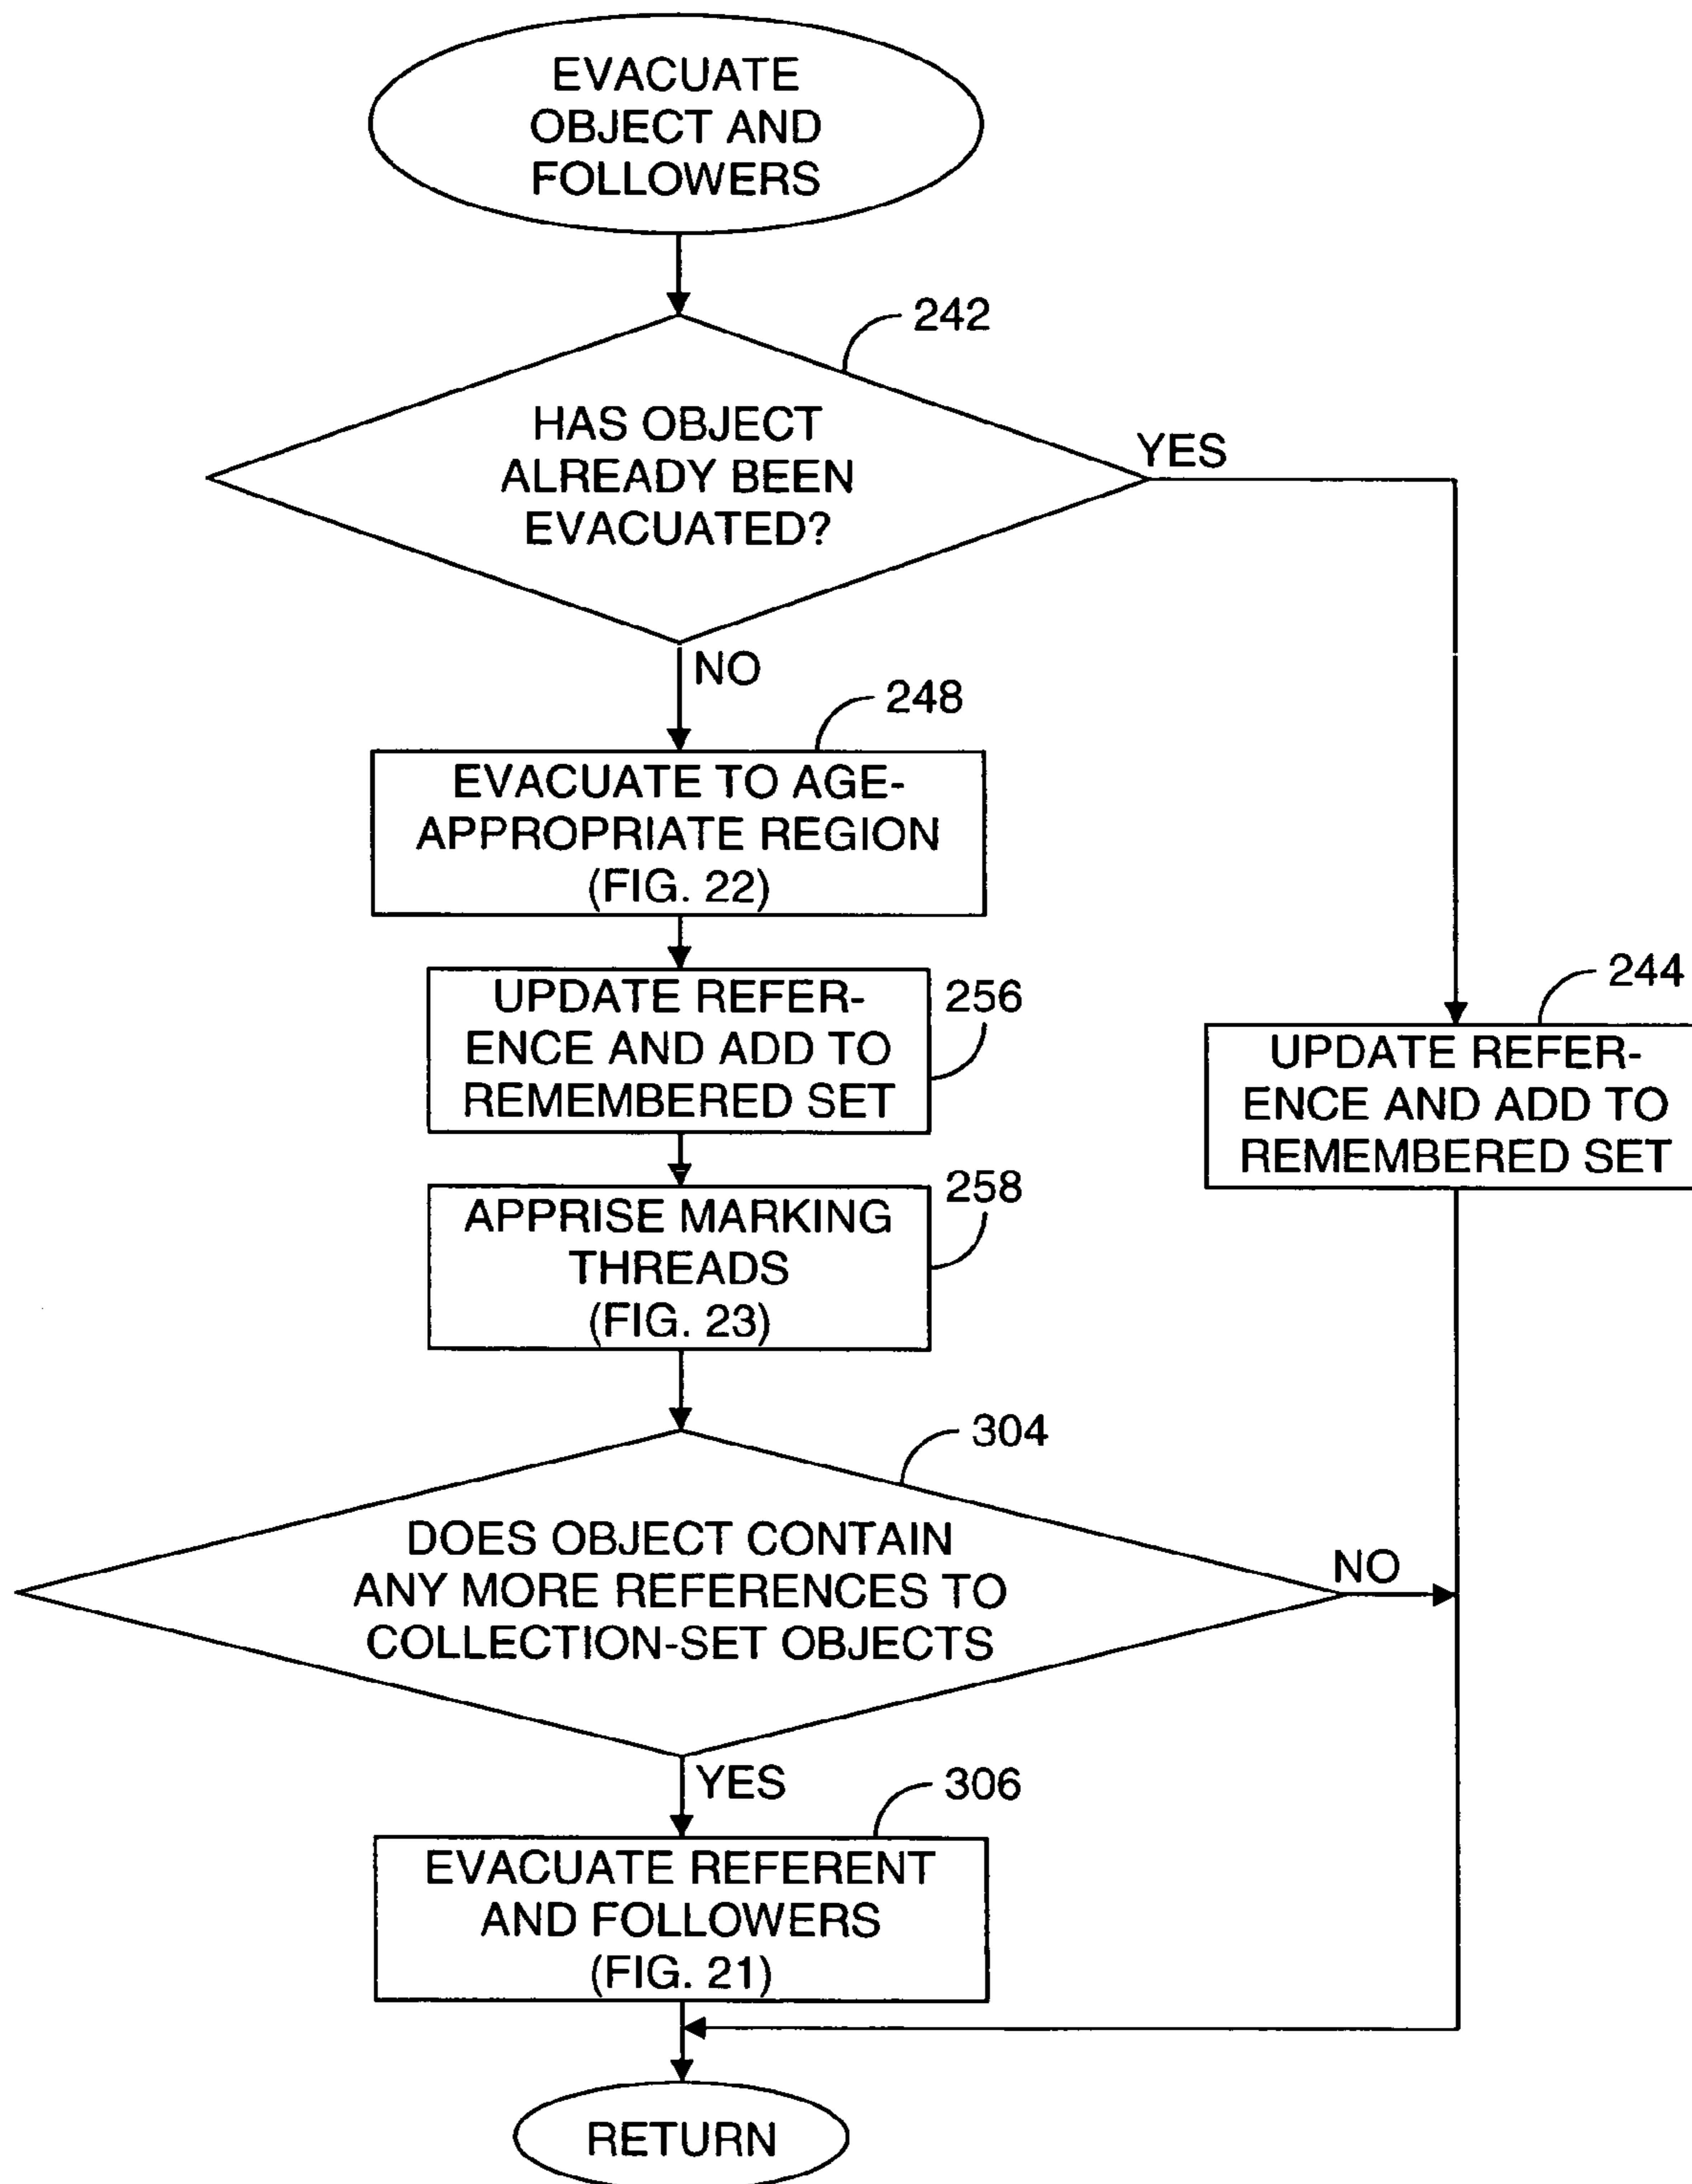 EVACUATE
OBJECT AND
FOLLOWERS
242
HAS OBJECT
ALREADY BEEN
EVACUATED?
YES
NO
248
EVACUATE TO AGE-
APPROPRIATE REGION
(FIG. 22)
UPDATE REFER-
ENCE AND ADD TO
REMEMBERED SET
256
244
UPDATE REFER-
ENCE AND ADD TO
REMEMBERED SET
APPRISE MARKING
THREADS
(FIG. 23)
258
304
DOES OBJECT CONTAIN
ANY MORE REFERENCES TO
COLLECTION-SET OBJECTS
NO
YES
306
EVACUATE REFERENT
AND FOLLOWERS
(FIG. 21)
RETURN